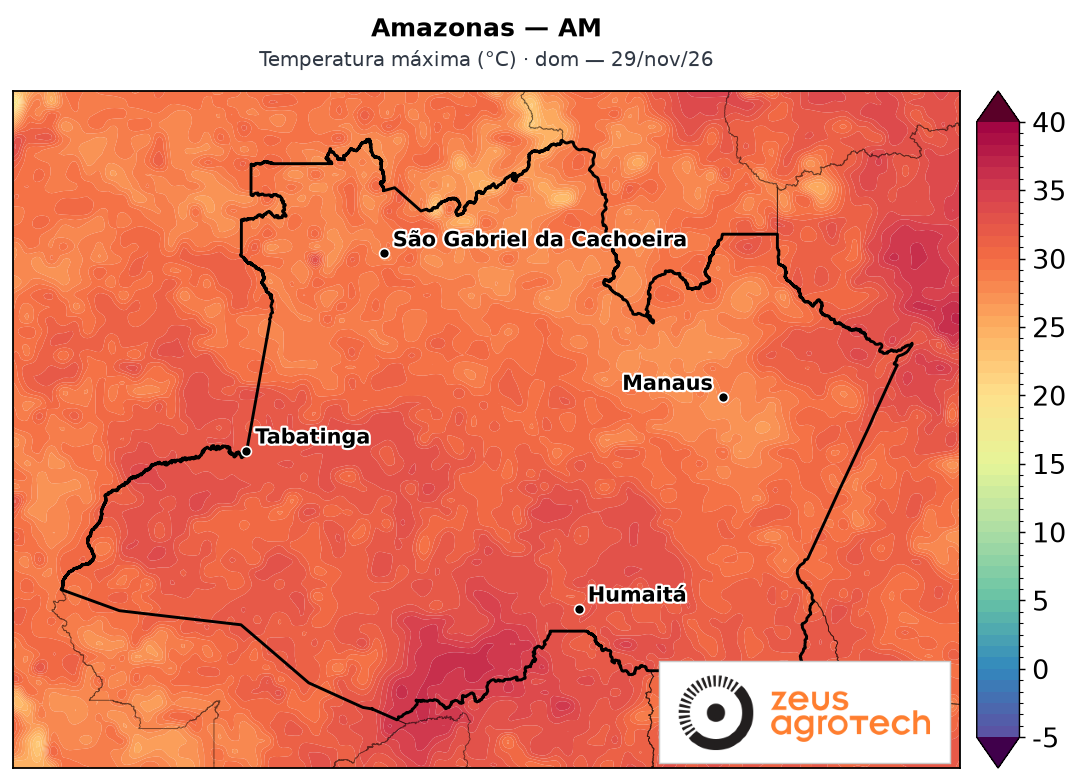 Amazonas — AM
Temperatura máxima (°C) · dom — 29/nov/26
São Gabriel da Cachoeira
Manaus
Tabatinga
Humaitá
40
35
30
25
20
15
10
5
0
-5
zeus
agrotech